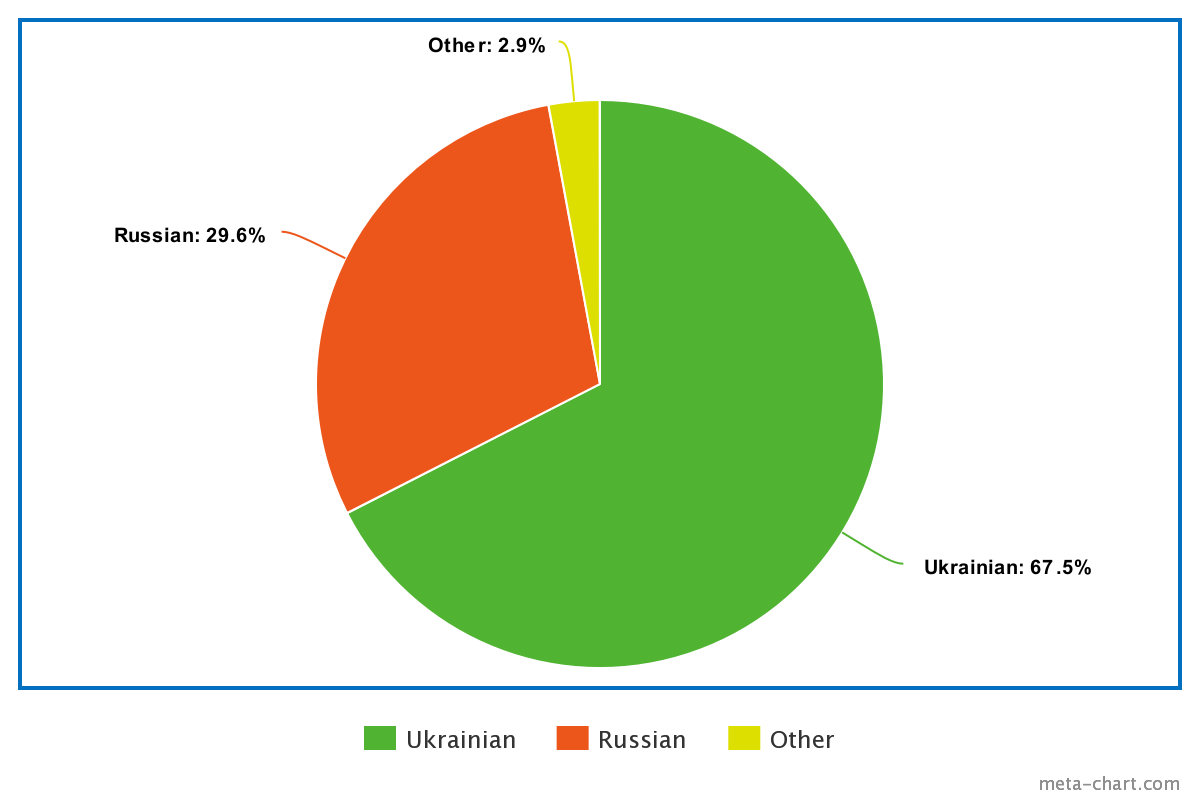 Other: 2.9%
Russian: 29.6%
Ukrainian: 67.5%
Ukrainian
Russian
Other
meta-chart.com